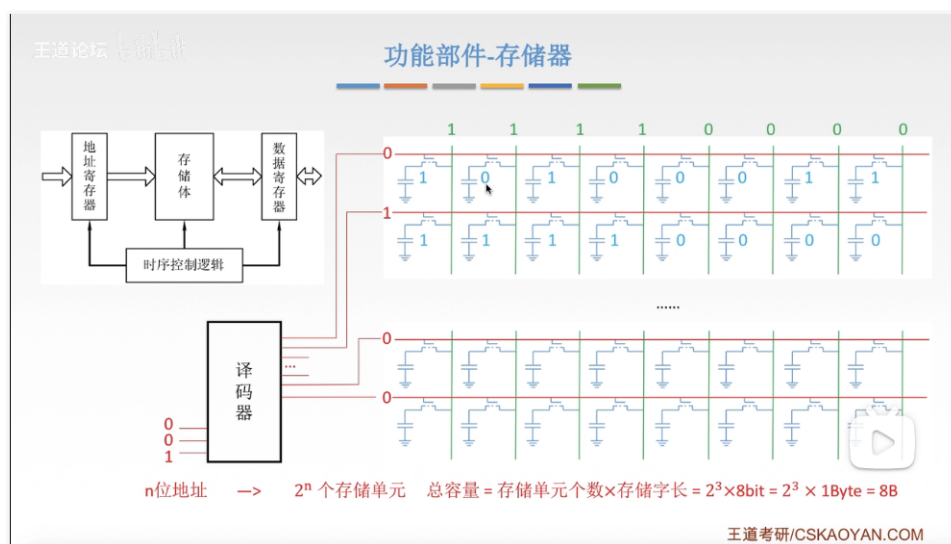 王道论坛
功能部件-存储器
地址寄存器
存储体
数据寄存器
时序控制逻辑
1 1 1 1 0 0 0 0
0
1 0 1 0 0 0 1 1
1
1 1 1 1 0 0 0 0
......
0
0
译码器
...
0
0
1
n位地址 —> 2ⁿ 个存储单元 总容量 = 存储单元个数×存储字长 = 2³×8bit = 2³ × 1Byte = 8B
王道考研/CSKAOYAN.COM